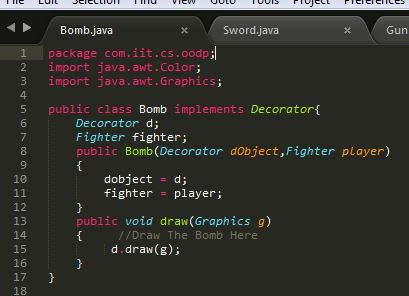 Selection Find View Goto Tools Project Preferences
Bomb.java Sword.java Gun
1 package com.iit.cs.oodp;
2 import java.awt.Color;
3 import java.awt.Graphics;
4
5 public class Bomb implements Decorator{
6 Decorator d;
7 Fighter fighter;
8 public Bomb(Decorator dObject,Fighter player)
9 {
10 dobject = d;
11 fighter = player;
12 }
13 public void draw(Graphics g)
14 { //Draw The Bomb Here
15 d.draw(g);
16 }
17 }
18